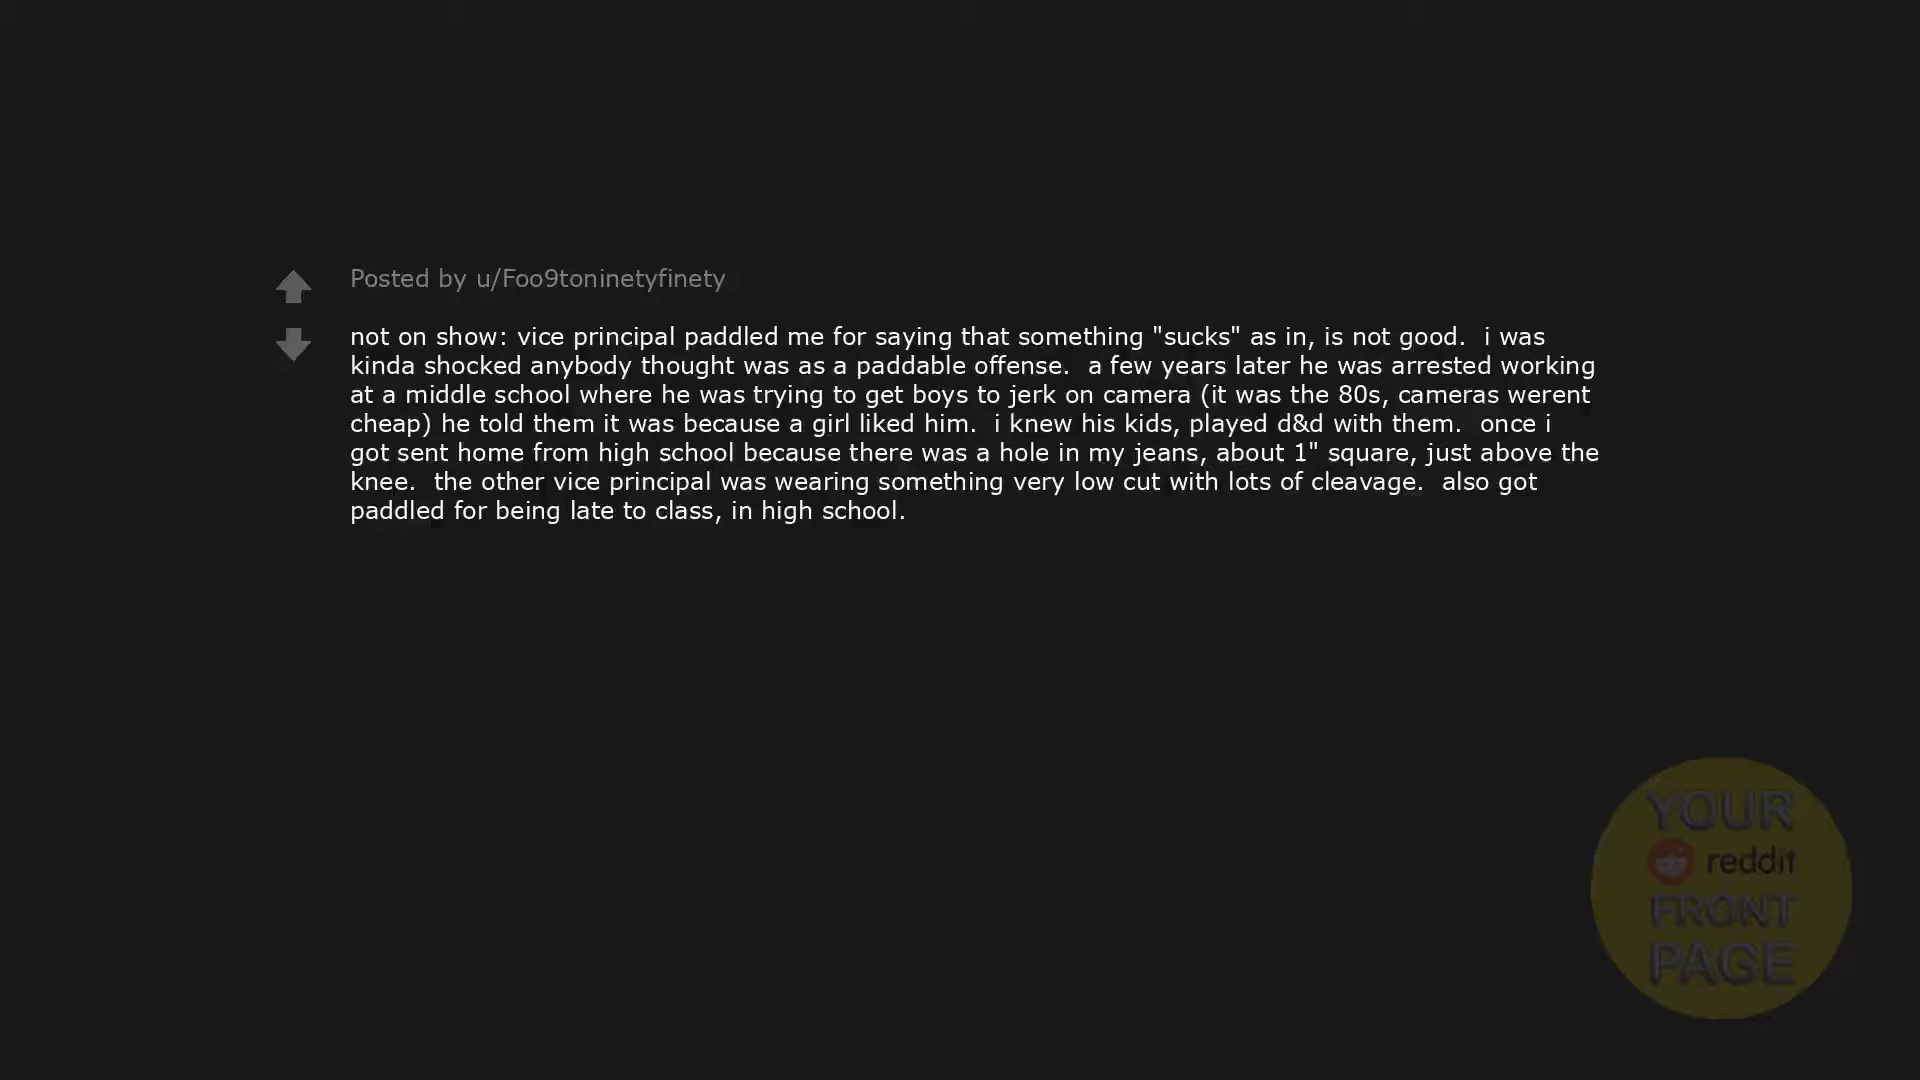 Posted by u/Foo9toninetyfinety
not on show: vice principal paddled me for saying that something "sucks" as in, is not good.  i was
kinda shocked anybody thought was as a paddable offense.  a few years later he was arrested working
at a middle school where he was trying to get boys to jerk on camera (it was the 80s, cameras werent
cheap) he told them it was because a girl liked him.  i knew his kids, played d&d with them.  once i
got sent home from high school because there was a hole in my jeans, about 1" square, just above the
knee.  the other vice principal was wearing something very low cut with lots of cleavage.  also got
paddled for being late to class, in high school.
YOUR
reddit
FRONT
PAGE